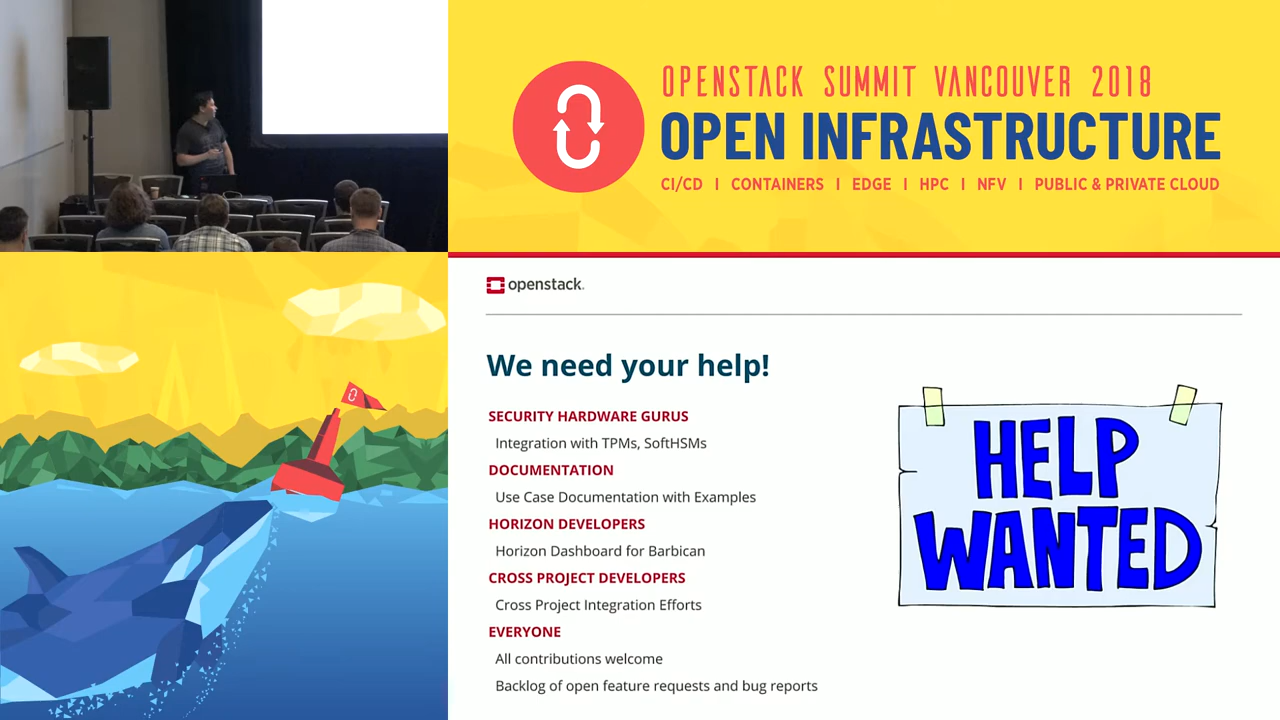 OPENSTACK SUMMIT VANCOUVER 2018
OPEN INFRASTRUCTURE
CI/CD | CONTAINERS | EDGE | HPC | NFV | PUBLIC & PRIVATE CLOUD
openstack.
We need your help!
SECURITY HARDWARE GURUS
Integration with TPMs, SoftHSMs
DOCUMENTATION
Use Case Documentation with Examples
HORIZON DEVELOPERS
Horizon Dashboard for Barbican
CROSS PROJECT DEVELOPERS
Cross Project Integration Efforts
EVERYONE
All contributions welcome
Backlog of open feature requests and bug reports
HELP
WANTED